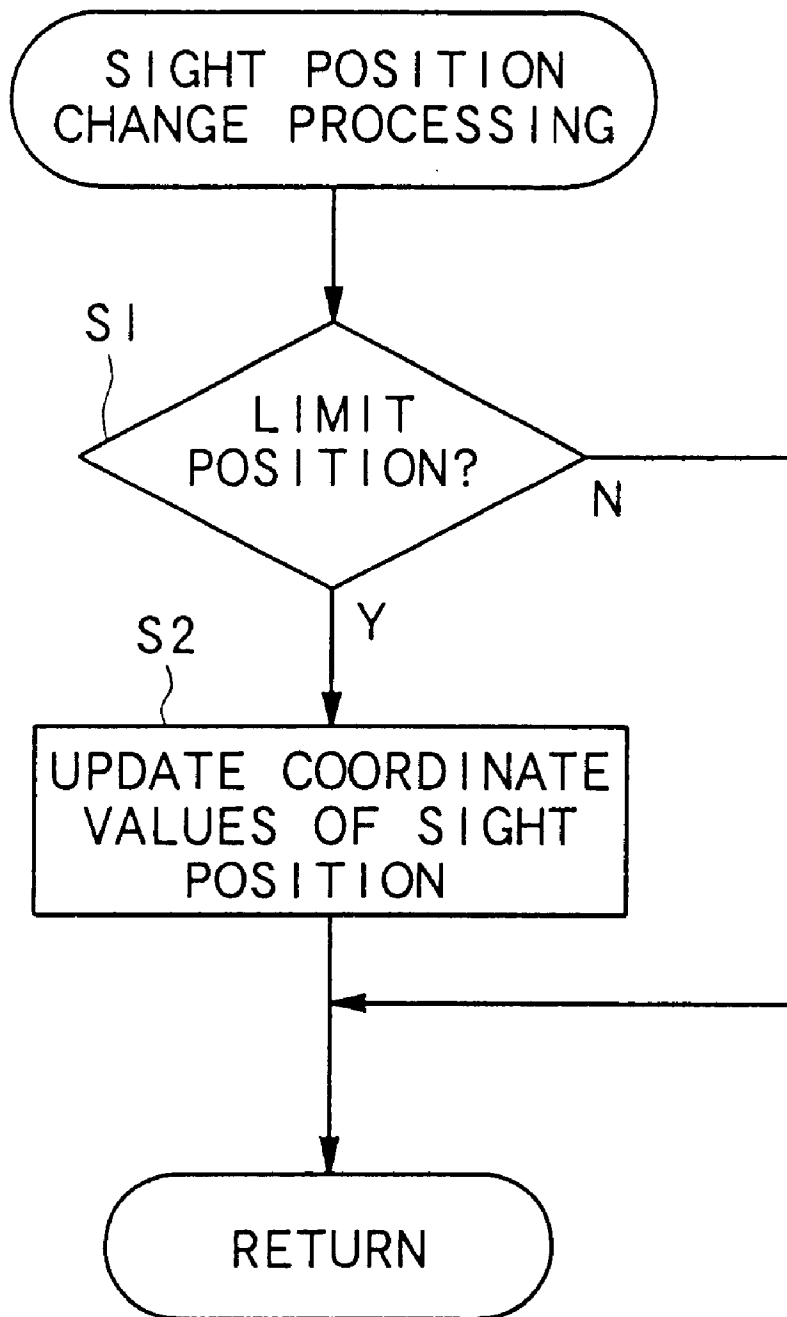 SIGHT POSITION
CHANGE PROCESSING
S1
LIMIT
POSITION?
N
Y
S2
UPDATE COORDINATE
VALUES OF SIGHT
POSITION
RETURN